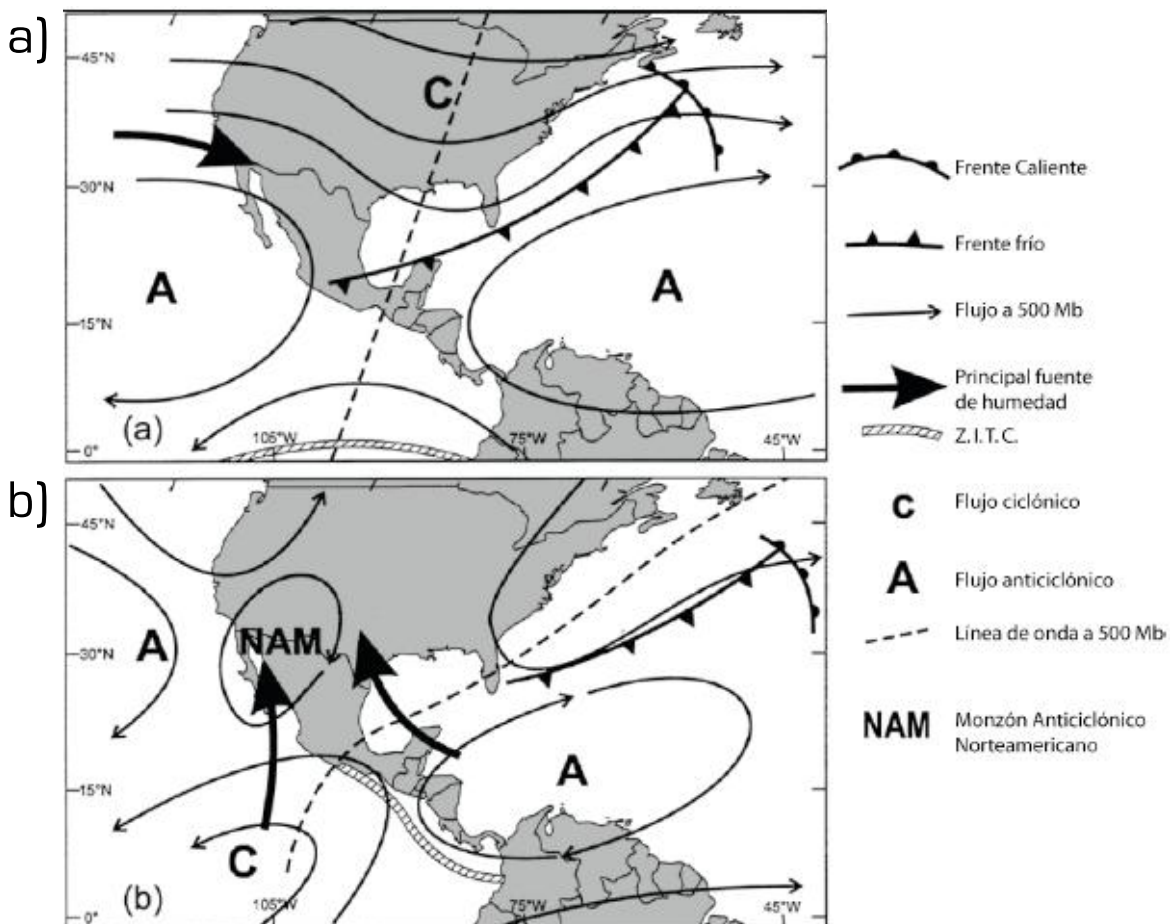 a)
45°N
C
30°N
A
A
15°N
(a)
0°
105°W
75°W
45°W
b)
45°N
A
NAM
30°N
A
15°N
C
(b)
0°
105°W
75°W
45°W
Frente Caliente
Frente frío
Flujo a 500 Mb
Principal fuente
de humedad
Z.I.T.C.
C Flujo ciclónico
A Flujo anticiclónico
Línea de onda a 500 Mb
NAM Monzón Anticiclónico
Norteamericano